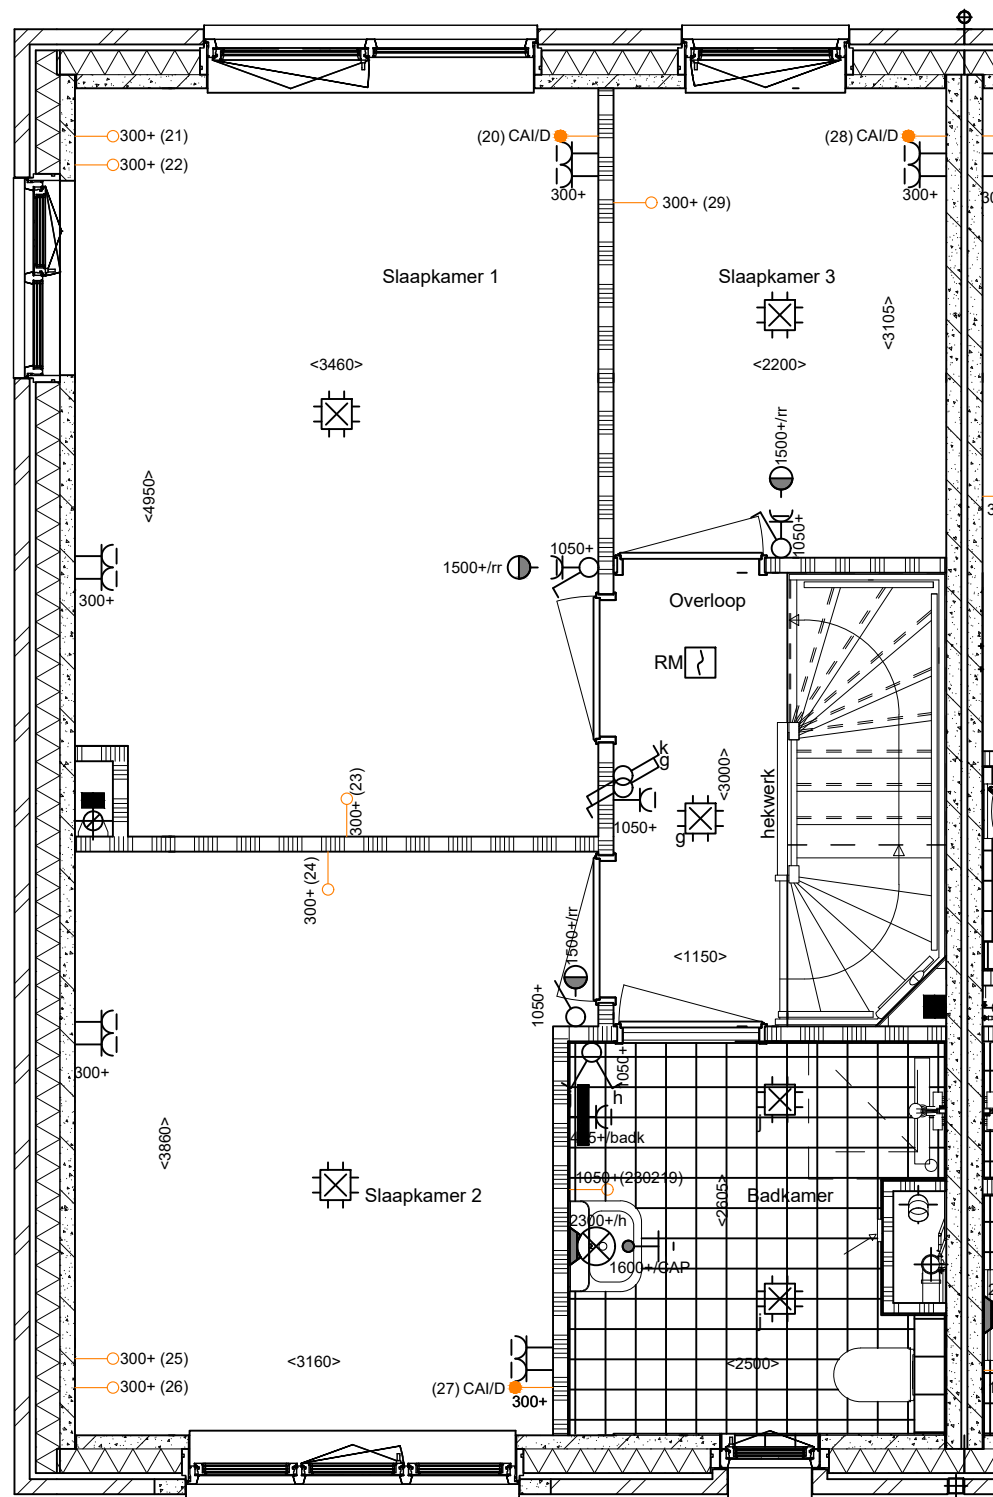 300+ (21)
(20) CAI/D
(28) CAI/D
300+ (22)
300+
300+
300+ (29)
Slaapkamer 1
Slaapkamer 3
<3105>
<3460>
<2200>
1500+/rr
<4950>
1050+
1050+
1500+/rr
300+
Overloop
RM
k
g
<3000>
hekwerk
300+ (23)
1050+
g
300+ (24)
1500+/rr
<1150>
1050+
300+
1050+
h
j
/badk
<3860>
1050+(230219)
Slaapkamer 2
<2605>
Badkamer
2300+/h
1600+/CAP
j
300+ (25)
<3160>
<2500>
300+ (26)
(27) CAI/D
300+